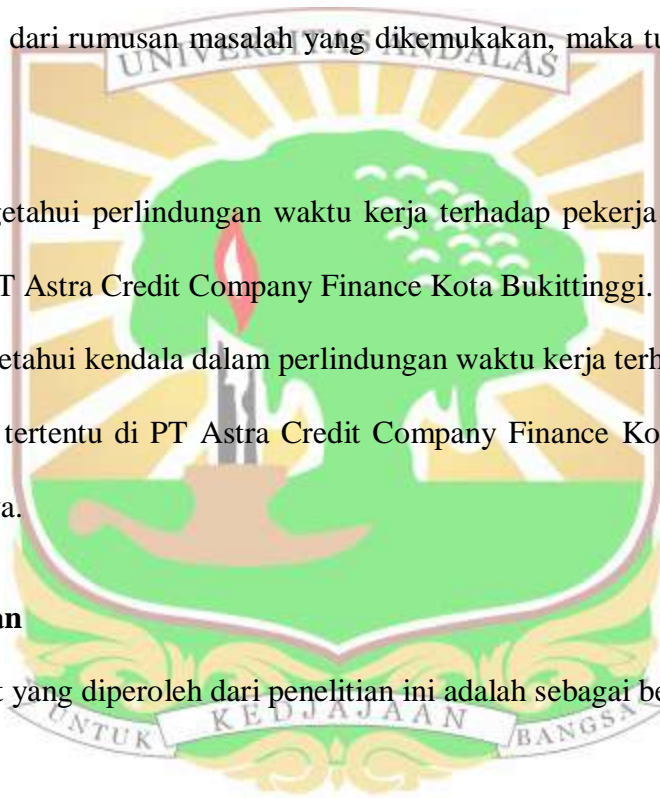 dari rumusan masalah yang dikemukakan, maka tu
UNIVERSITAS ANDALAS
getahui perlindungan waktu kerja terhadap pekerja
T Astra Credit Company Finance Kota Bukittinggi.
etahui kendala dalam perlindungan waktu kerja terh
tertentu di PT Astra Credit Company Finance Ko
a.
an
t yang diperoleh dari penelitian ini adalah sebagai be
UNTUK KEDJAJAAN BANGSA